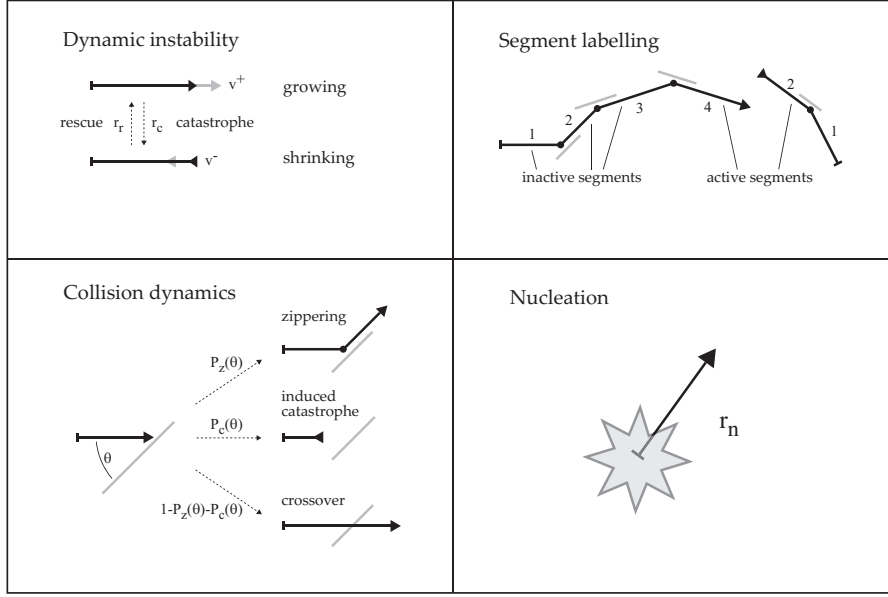 Dynamic instability
v+
growing
rescue r_r r_c catastrophe
v-
shrinking
Segment labelling
1
2
3
4
2
1
inactive segments
active segments
Collision dynamics
θ
P_z(θ)
P_c(θ)
1-P_z(θ)-P_c(θ)
zippering
induced
catastrophe
crossover
Nucleation
r_n